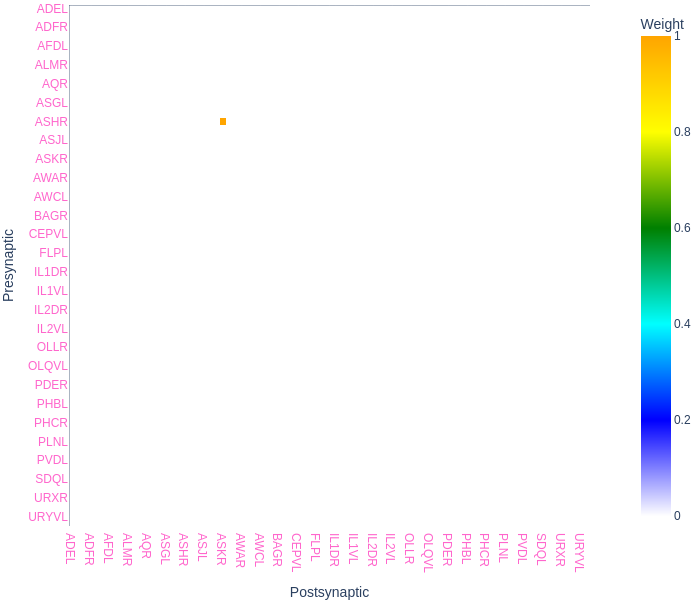 Weight
ADEL
ADFR
AFDL
ALMR
AQR
ASGL
ASHR
ASJL
ASKR
AWAR
AWCL
BAGR
CEPVL
FLPL
IL1DR
IL1VL
IL2DR
IL2VL
OLLR
OLQVL
PDER
PHBL
PHCR
PLNL
PVDL
SDQL
URXR
URYVL
Presynaptic
1
0.8
0.6
0.4
0.2
0
ADEL ADFR AFDL ALMR AQR ASGL ASHR ASJL ASKR AWAR AWCL BAGR CEPVL FLPL IL1DR IL1VL IL2DR IL2VL OLLR OLQVL PDER PHBL PHCR PLNL PVDL SDQL URXR URYVL
Postsynaptic